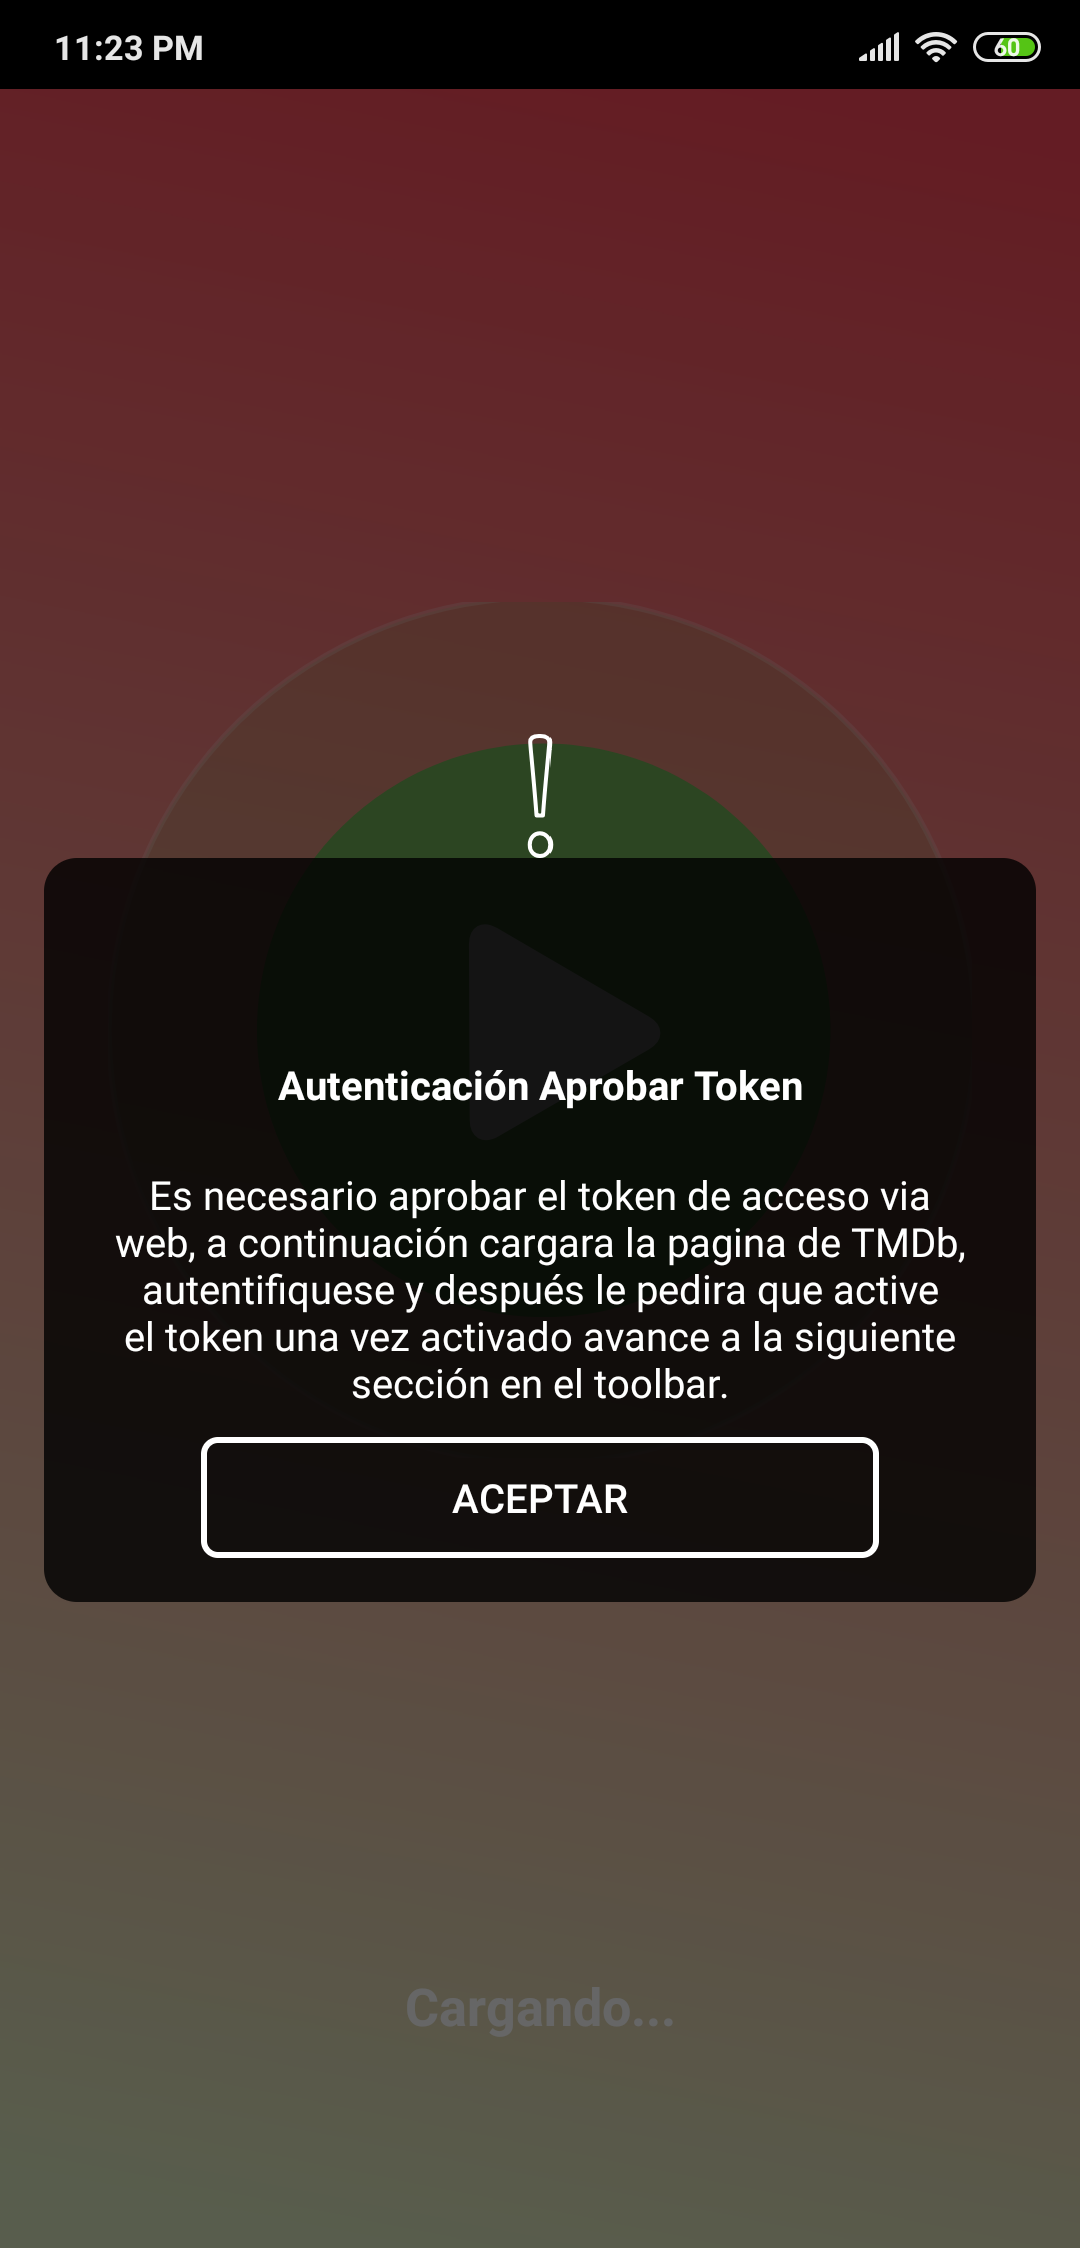 11:23 PM
60
Autenticación Aprobar Token
Es necesario aprobar el token de acceso via
web, a continuación cargara la pagina de TMDb,
autentifiquese y después le pedira que active
el token una vez activado avance a la siguiente
sección en el toolbar.
ACEPTAR
Cargando...